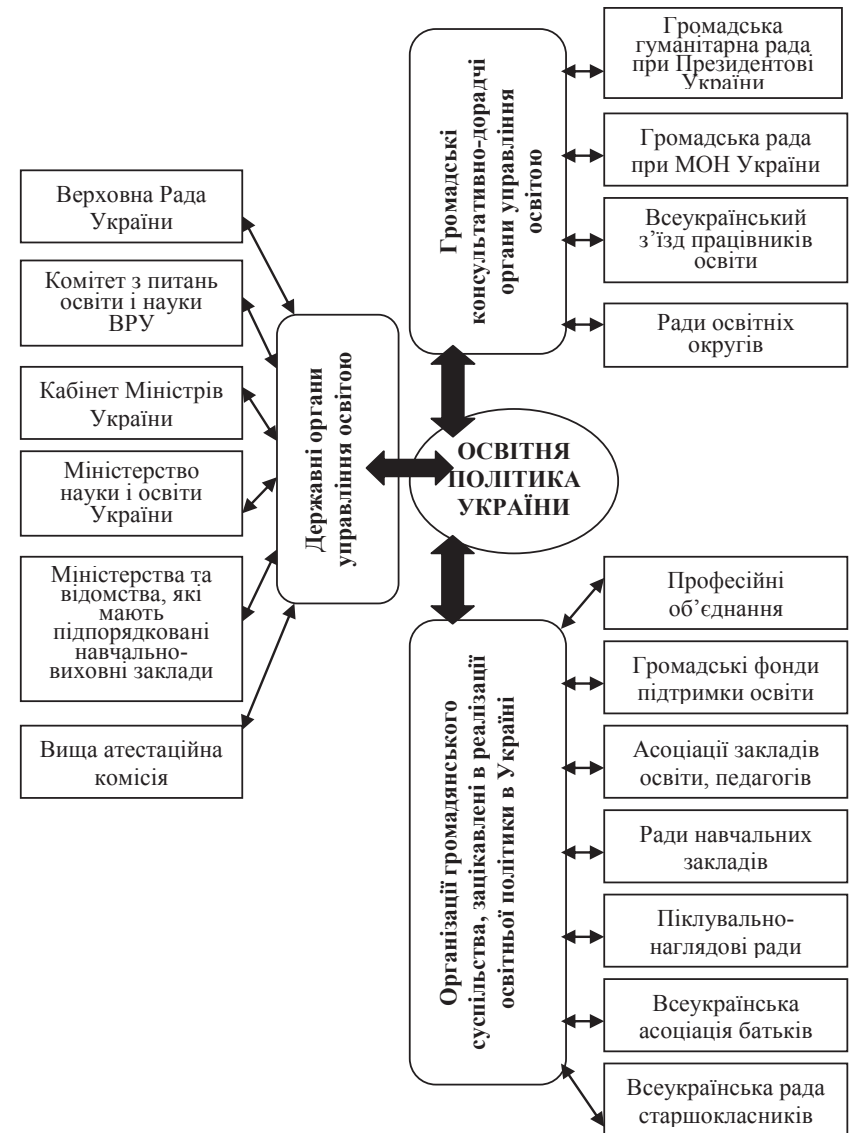 Верховна Рада
України
Комітет з питань
освіти і науки
ВРУ
Кабінет Міністрів
України
Міністерство
науки і освіти
України
Міністерства та
відомства, які
мають
підпорядковані
навчально-
виховні заклади
Вища атестаційна
комісія
Державні органи
управління освітою
ОСВІТНЯ
ПОЛІТИКА
УКРАЇНИ
Громадські
консультативно-дорадчі
органи управління
освітою
Громадська
гуманітарна рада
при Президентові
України
Громадська рада
при МОН України
Всеукраїнський
з’їзд працівників
освіти
Ради освітніх
округів
Організації громадянського
суспільства, зацікавлені в реалізації
освітньої політики в Україні
Професійні
об’єднання
Громадські фонди
підтримки освіти
Асоціації закладів
освіти, педагогів
Ради навчальних
закладів
Піклувально-
наглядові ради
Всеукраїнська
асоціація батьків
Всеукраїнська рада
старшокласників